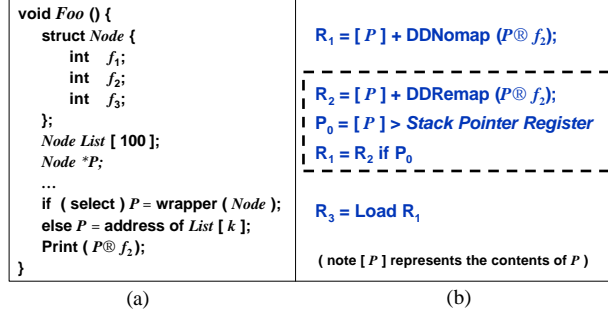 void Foo () {
struct Node {
int f1;
int f2;
int f3;
};
Node List [ 100 ];
Node *P;
…
if ( select ) P = wrapper ( Node );
else P = address of List [ k ];
Print ( P® f2);
}
(a)
R1 = [ P ] + DDNomap (P® f2);
R2 = [ P ] + DDRemap (P® f2);
P0 = [ P ] > Stack Pointer Register
R1 = R2 if P0
R3 = Load R1
( note [ P ] represents the contents of P )
(b)